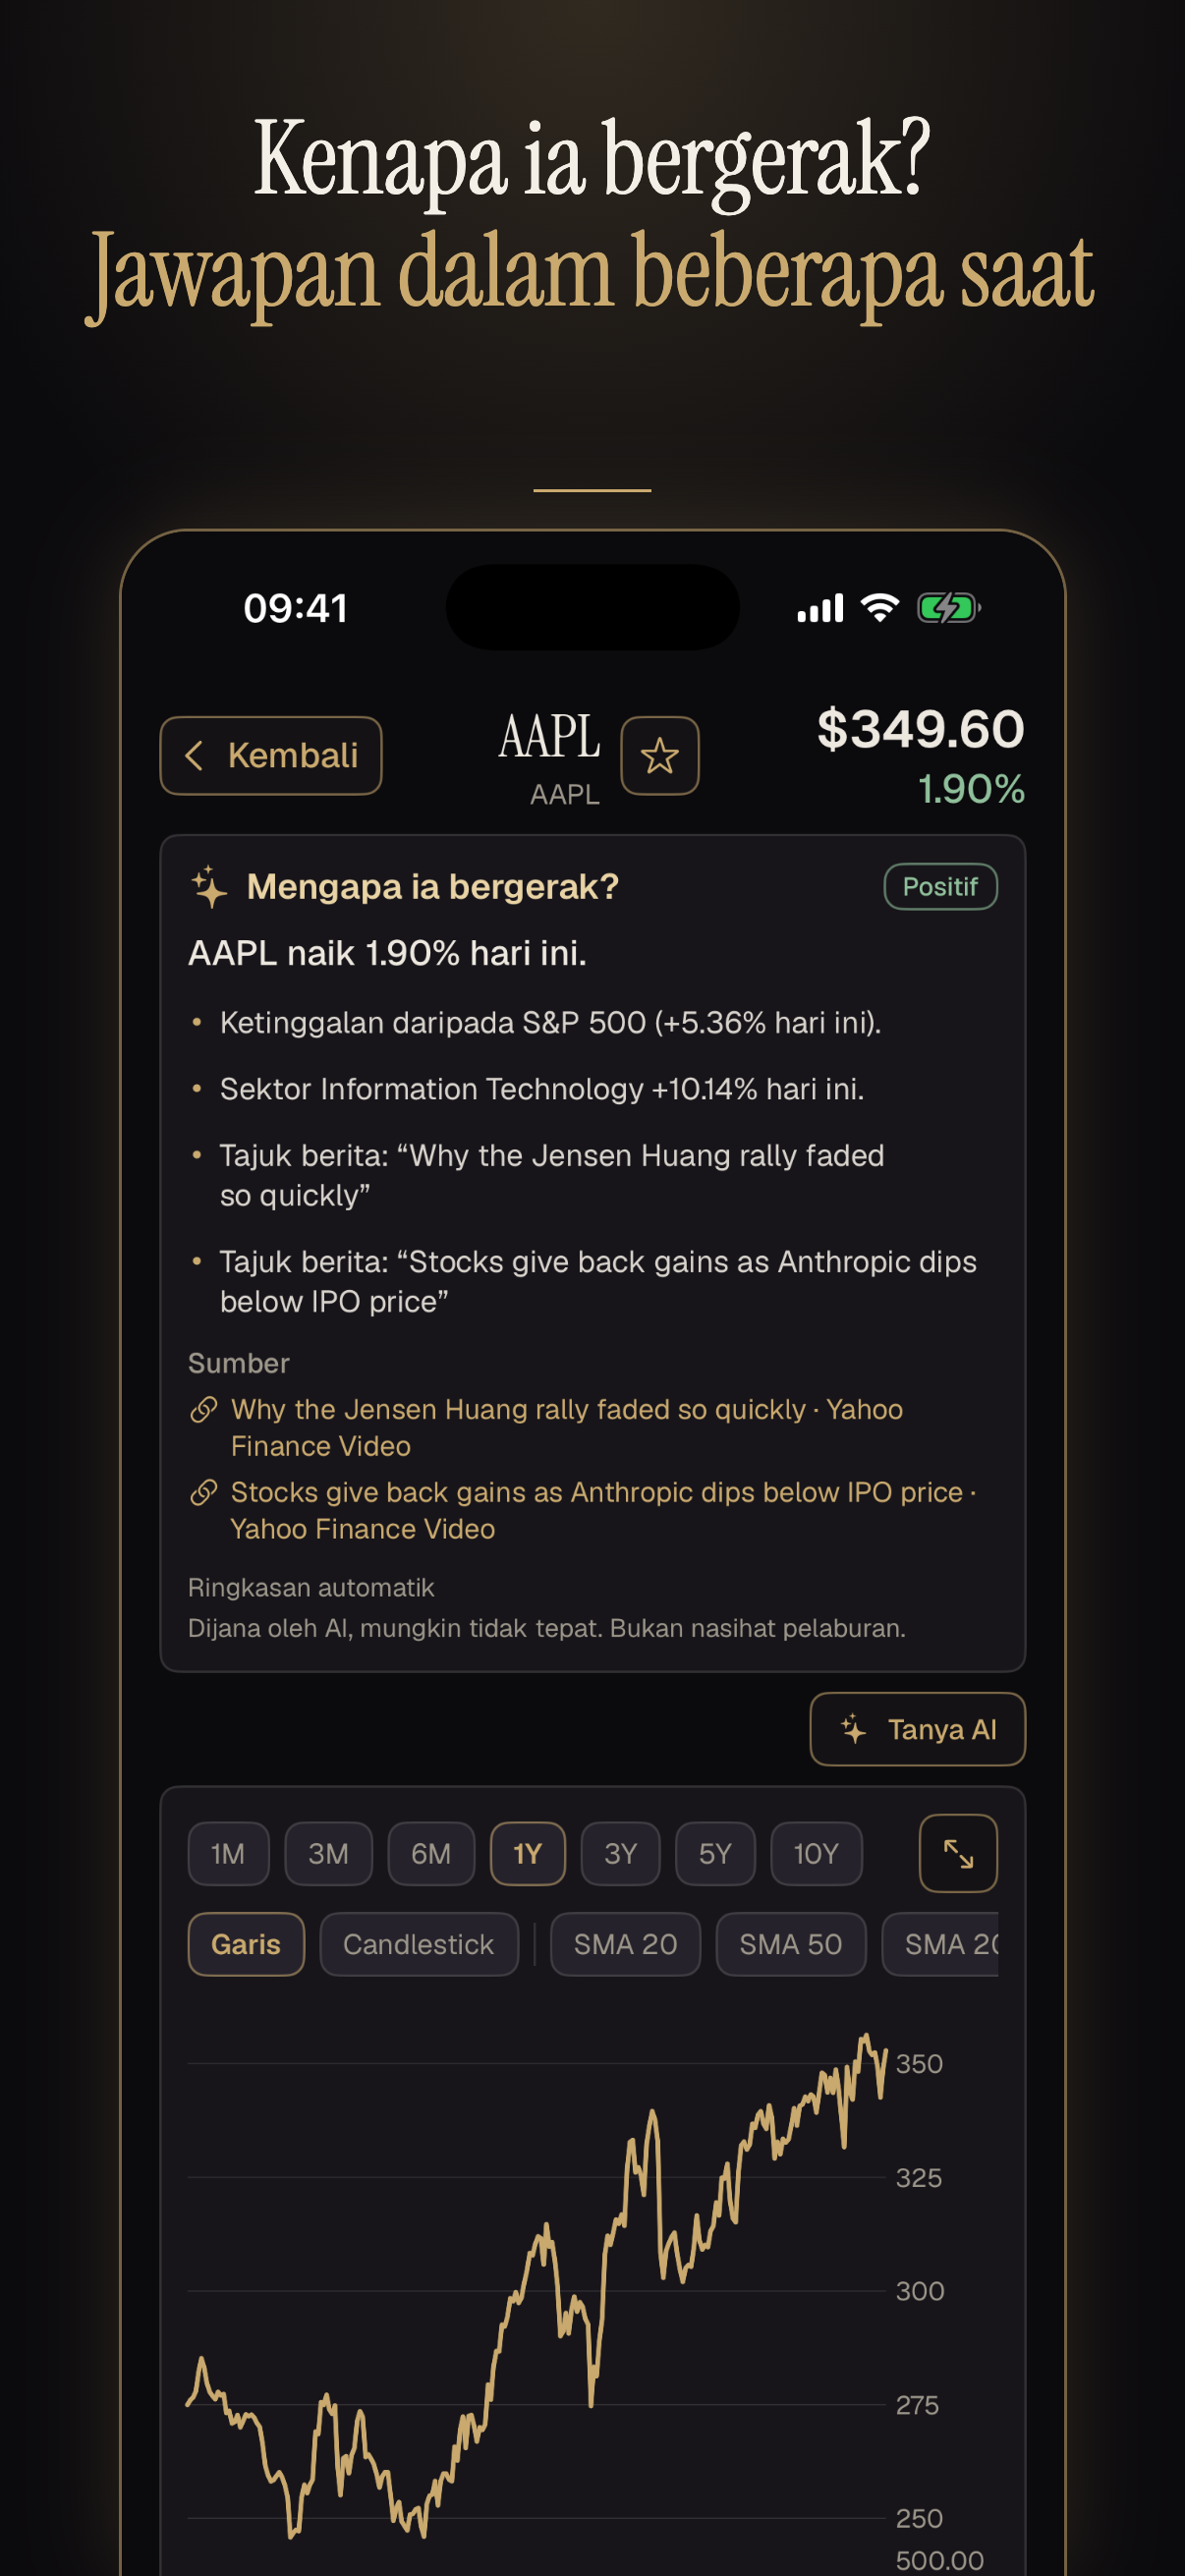 Kenapa ia bergerak?
Jawapan dalam beberapa saat
09:41
Kembali
AAPL
AAPL
$349.60
1.90%
Mengapa ia bergerak?
Positif
AAPL naik 1.90% hari ini.
• Ketinggalan daripada S&P 500 (+5.36% hari ini).
• Sektor Information Technology +10.14% hari ini.
• Tajuk berita: “Why the Jensen Huang rally faded
so quickly”
• Tajuk berita: “Stocks give back gains as Anthropic dips
below IPO price”
Sumber
Why the Jensen Huang rally faded so quickly · Yahoo
Finance Video
Stocks give back gains as Anthropic dips below IPO price ·
Yahoo Finance Video
Ringkasan automatik
Dijana oleh AI, mungkin tidak tepat. Bukan nasihat pelaburan.
Tanya AI
1M 3M 6M 1Y 3Y 5Y 10Y
Garis Candlestick SMA 20 SMA 50 SMA 20
350
325
300
275
250
500.00